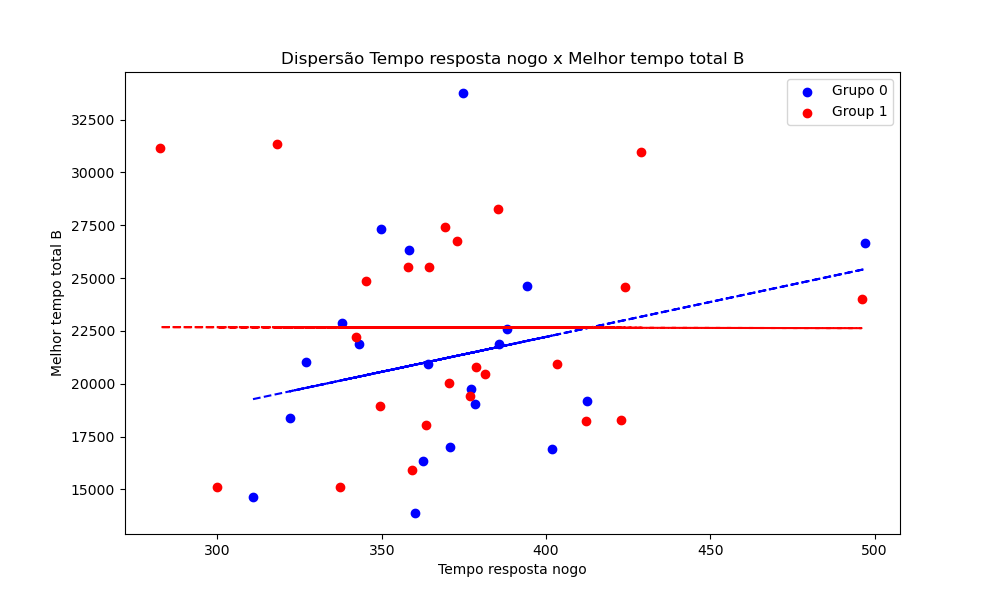 Dispersão Tempo resposta nogo x Melhor tempo total B
Grupo 0
Group 1
Melhor tempo total B
32500
30000
27500
25000
22500
20000
17500
15000
300
350
400
450
500
Tempo resposta nogo